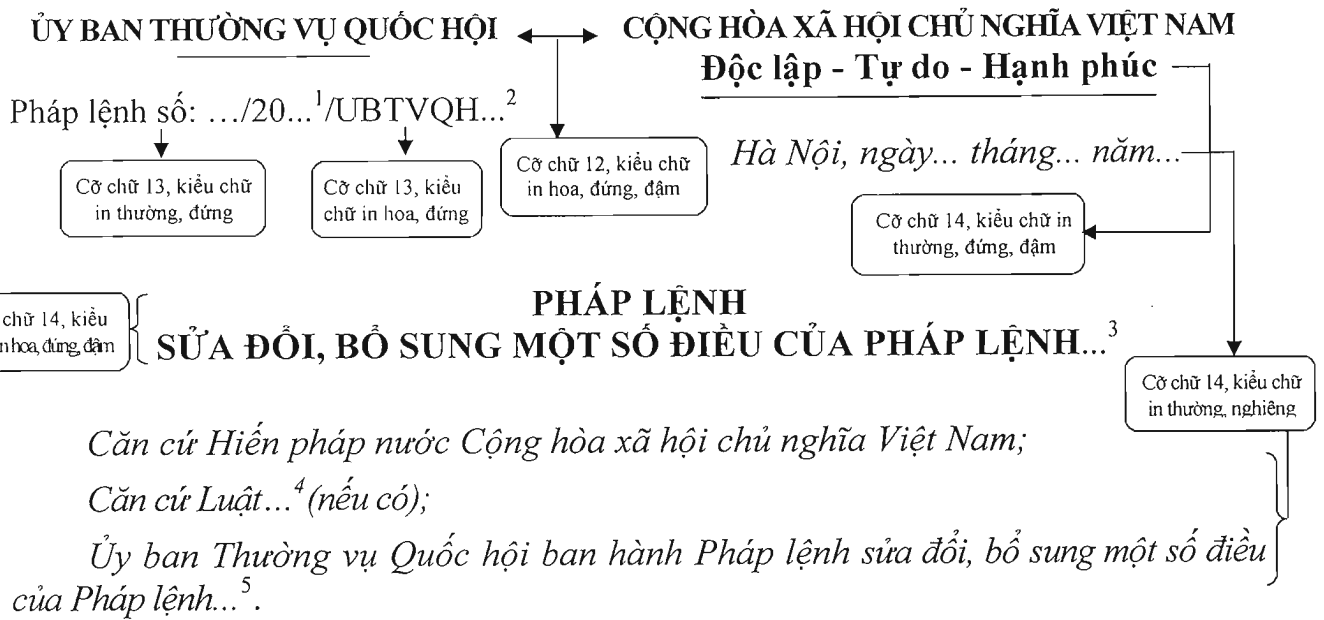 ỦY BAN THƯỜNG VỤ QUỐC HỘI
CỘNG HÒA XÃ HỘI CHỦ NGHĨA VIỆT NAM
Độc lập - Tự do - Hạnh phúc
Pháp lệnh số: …/20...¹/UBTVQH...²
Hà Nội, ngày... tháng... năm...
Cỡ chữ 13, kiểu chữ
in thường, đứng
Cỡ chữ 13, kiểu
chữ in hoa, đứng
Cỡ chữ 12, kiểu chữ
in hoa, đứng, đậm
Cỡ chữ 14, kiểu chữ in
thường, đứng, đậm
chữ 14, kiểu
hoa, đứng, đậm
PHÁP LỆNH
SỬA ĐỔI, BỔ SUNG MỘT SỐ ĐIỀU CỦA PHÁP LỆNH...³
Cỡ chữ 14, kiểu chữ
in thường, nghiêng
Căn cứ Hiến pháp nước Cộng hòa xã hội chủ nghĩa Việt Nam;
Căn cứ Luật...⁴ (nếu có);
Ủy ban Thường vụ Quốc hội ban hành Pháp lệnh sửa đổi, bổ sung một số điều
của Pháp lệnh...⁵.